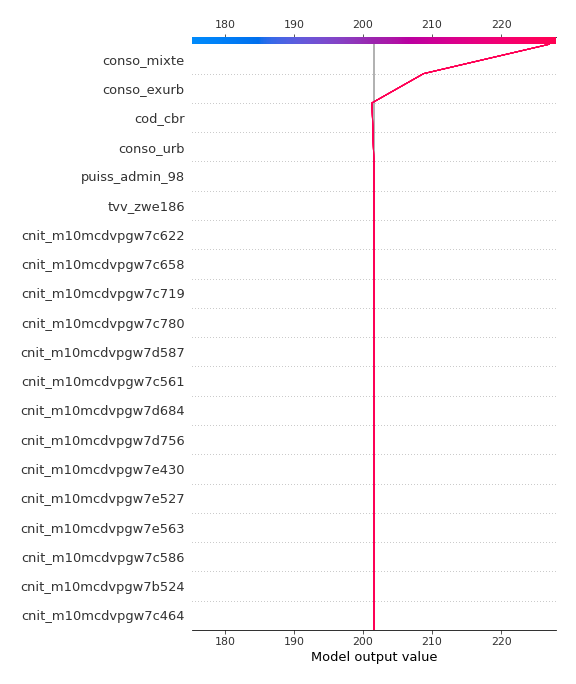 180 190 200 210 220
conso_mixte
conso_exurb
cod_cbr
conso_urb
puiss_admin_98
tvv_zwe186
cnit_m10mcdvpgw7c622
cnit_m10mcdvpgw7c658
cnit_m10mcdvpgw7c719
cnit_m10mcdvpgw7c780
cnit_m10mcdvpgw7d587
cnit_m10mcdvpgw7c561
cnit_m10mcdvpgw7d684
cnit_m10mcdvpgw7d756
cnit_m10mcdvpgw7e430
cnit_m10mcdvpgw7e527
cnit_m10mcdvpgw7e563
cnit_m10mcdvpgw7c586
cnit_m10mcdvpgw7b524
cnit_m10mcdvpgw7c464
180 190 200 210 220
Model output value